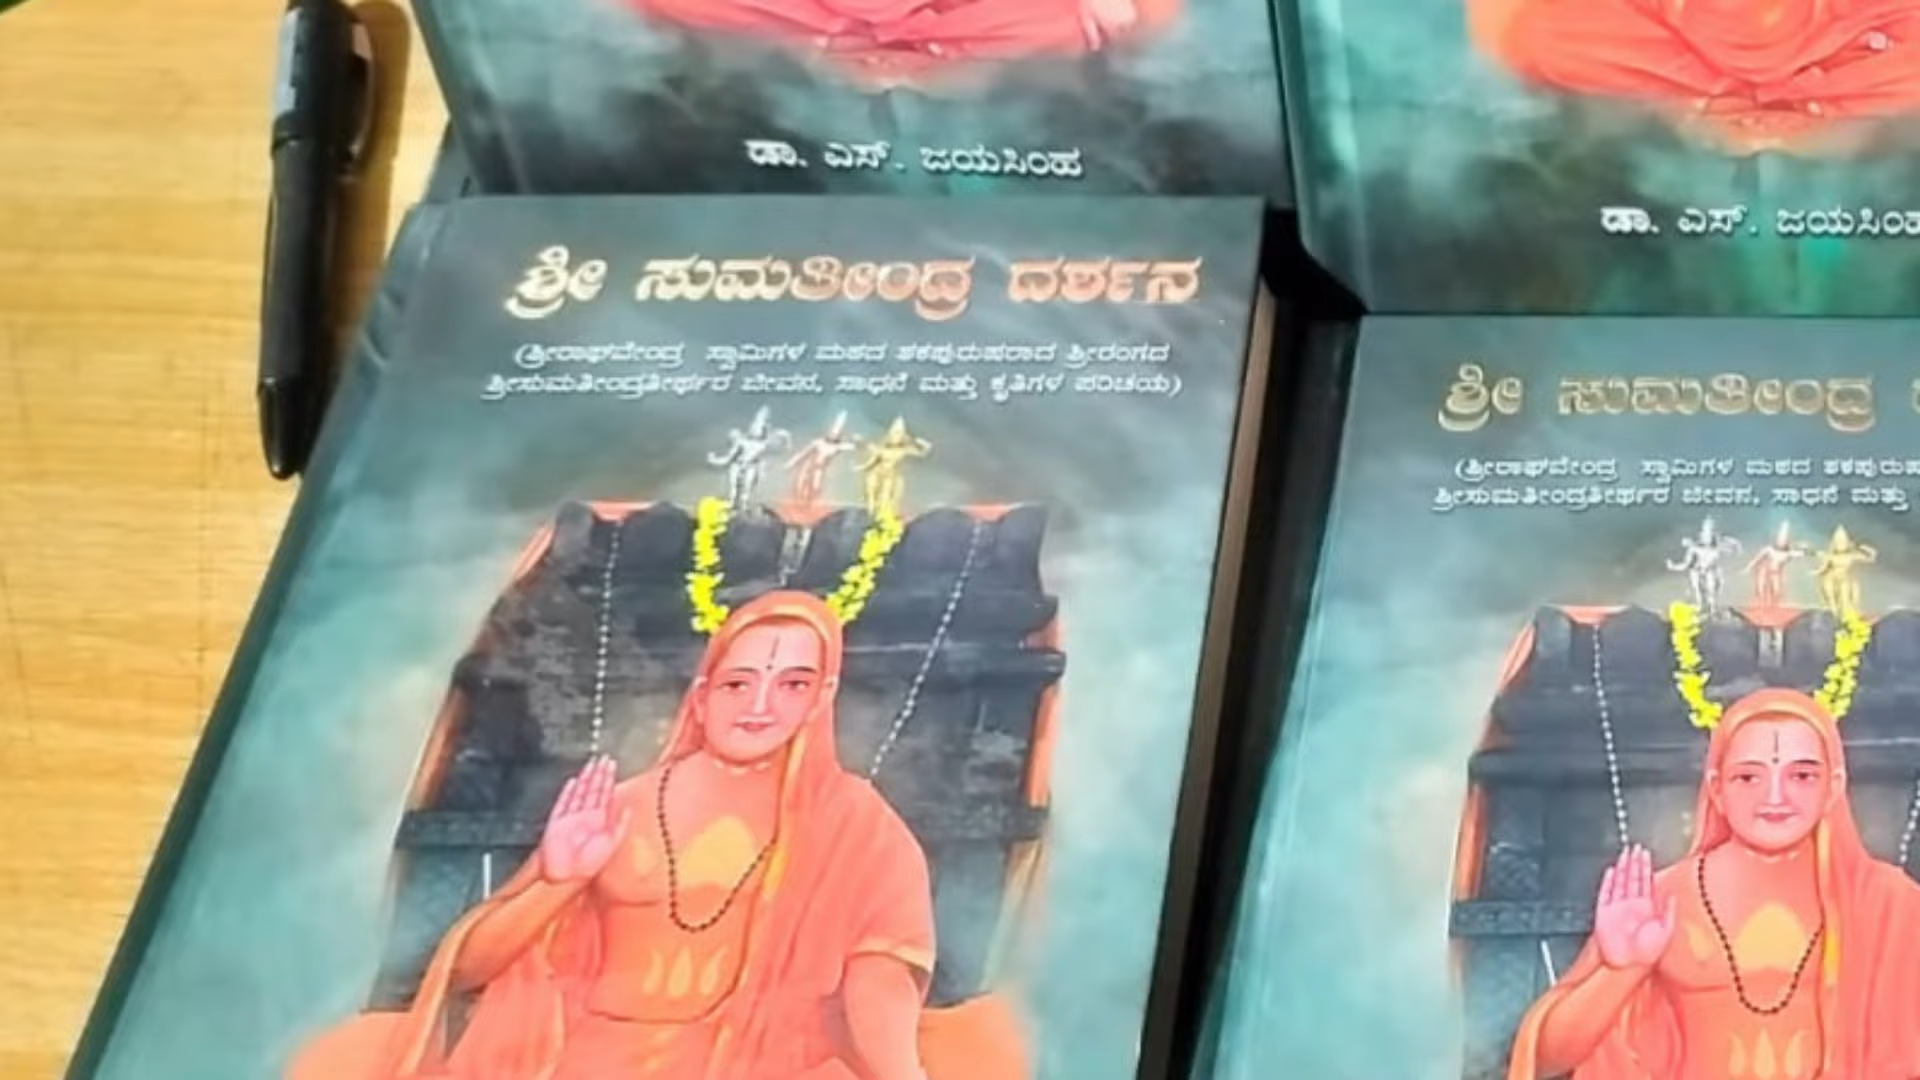 ಡಾ. ಎಸ್. ಜಯಸಿಂಹ
ಡಾ. ಎಸ್. ಜಯಸಿಂಹ
ಶ್ರೀ ಸುಮತೀಂದ್ರ ದರ್ಶನ
(ಶ್ರೀರಾಘವೇಂದ್ರ ಸ್ವಾಮಿಗಳ ಮಠದ ಶಕಪುರುಷರಾದ ಶ್ರೀರಂಗದ
ಶ್ರೀಸುಮತೀಂದ್ರತೀರ್ಥರ ಜೀವನ, ಸಾಧನೆ ಮತ್ತು ಕೃತಿಗಳ ಪರಿಚಯ)
ಶ್ರೀ ಸುಮತೀಂದ್ರ
(ಶ್ರೀರಾಘವೇಂದ್ರ ಸ್ವಾಮಿಗಳ ಮಠದ ಶಕಪುರುಷ
ಶ್ರೀಸುಮತೀಂದ್ರತೀರ್ಥರ ಜೀವನ, ಸಾಧನೆ ಮತ್ತು